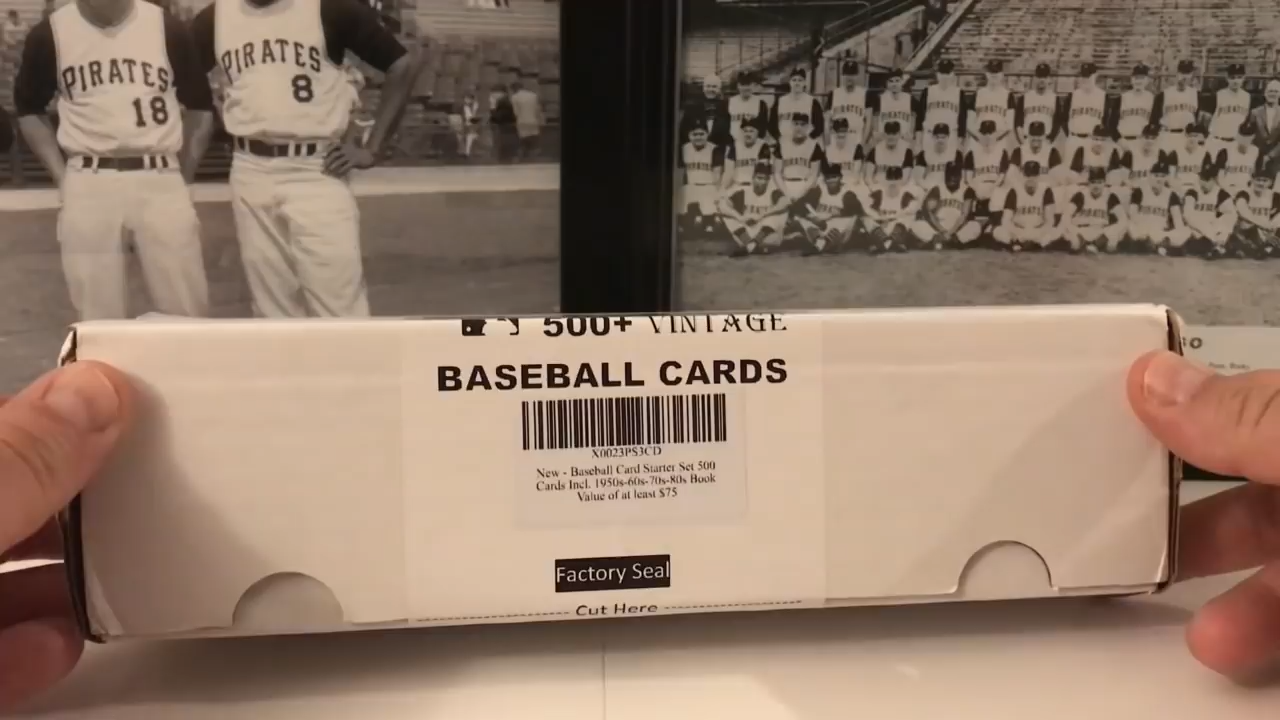 PIRATES
18
PIRATES
8
500+ VINTAGE
BASEBALL CARDS
X0023PS3CD
New - Baseball Card Starter Set 500
Cards Incl. 1950s-60s-70s-80s Book
Value of at least $75
Factory Seal
Cut Here